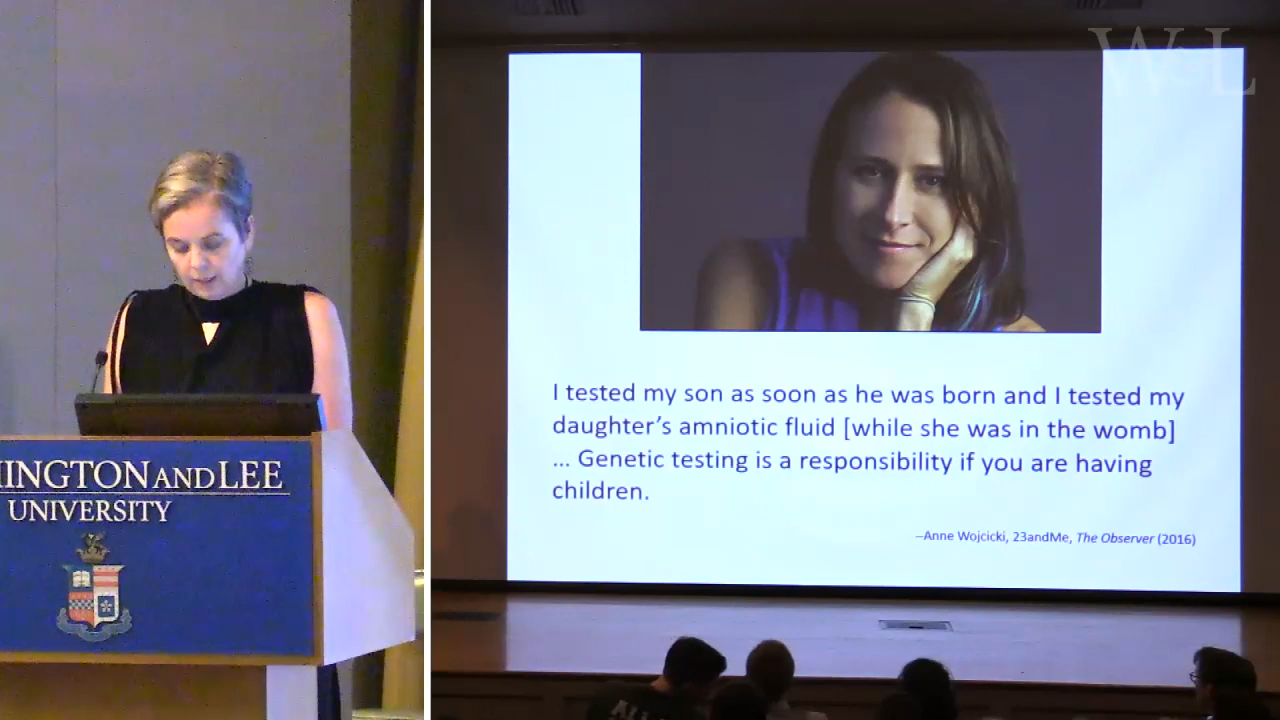 W&L
I tested my son as soon as he was born and I tested my
daughter’s amniotic fluid [while she was in the womb]
... Genetic testing is a responsibility if you are having
children.
–Anne Wojcicki, 23andMe, The Observer (2016)
HINGTON AND LEE
UNIVERSITY